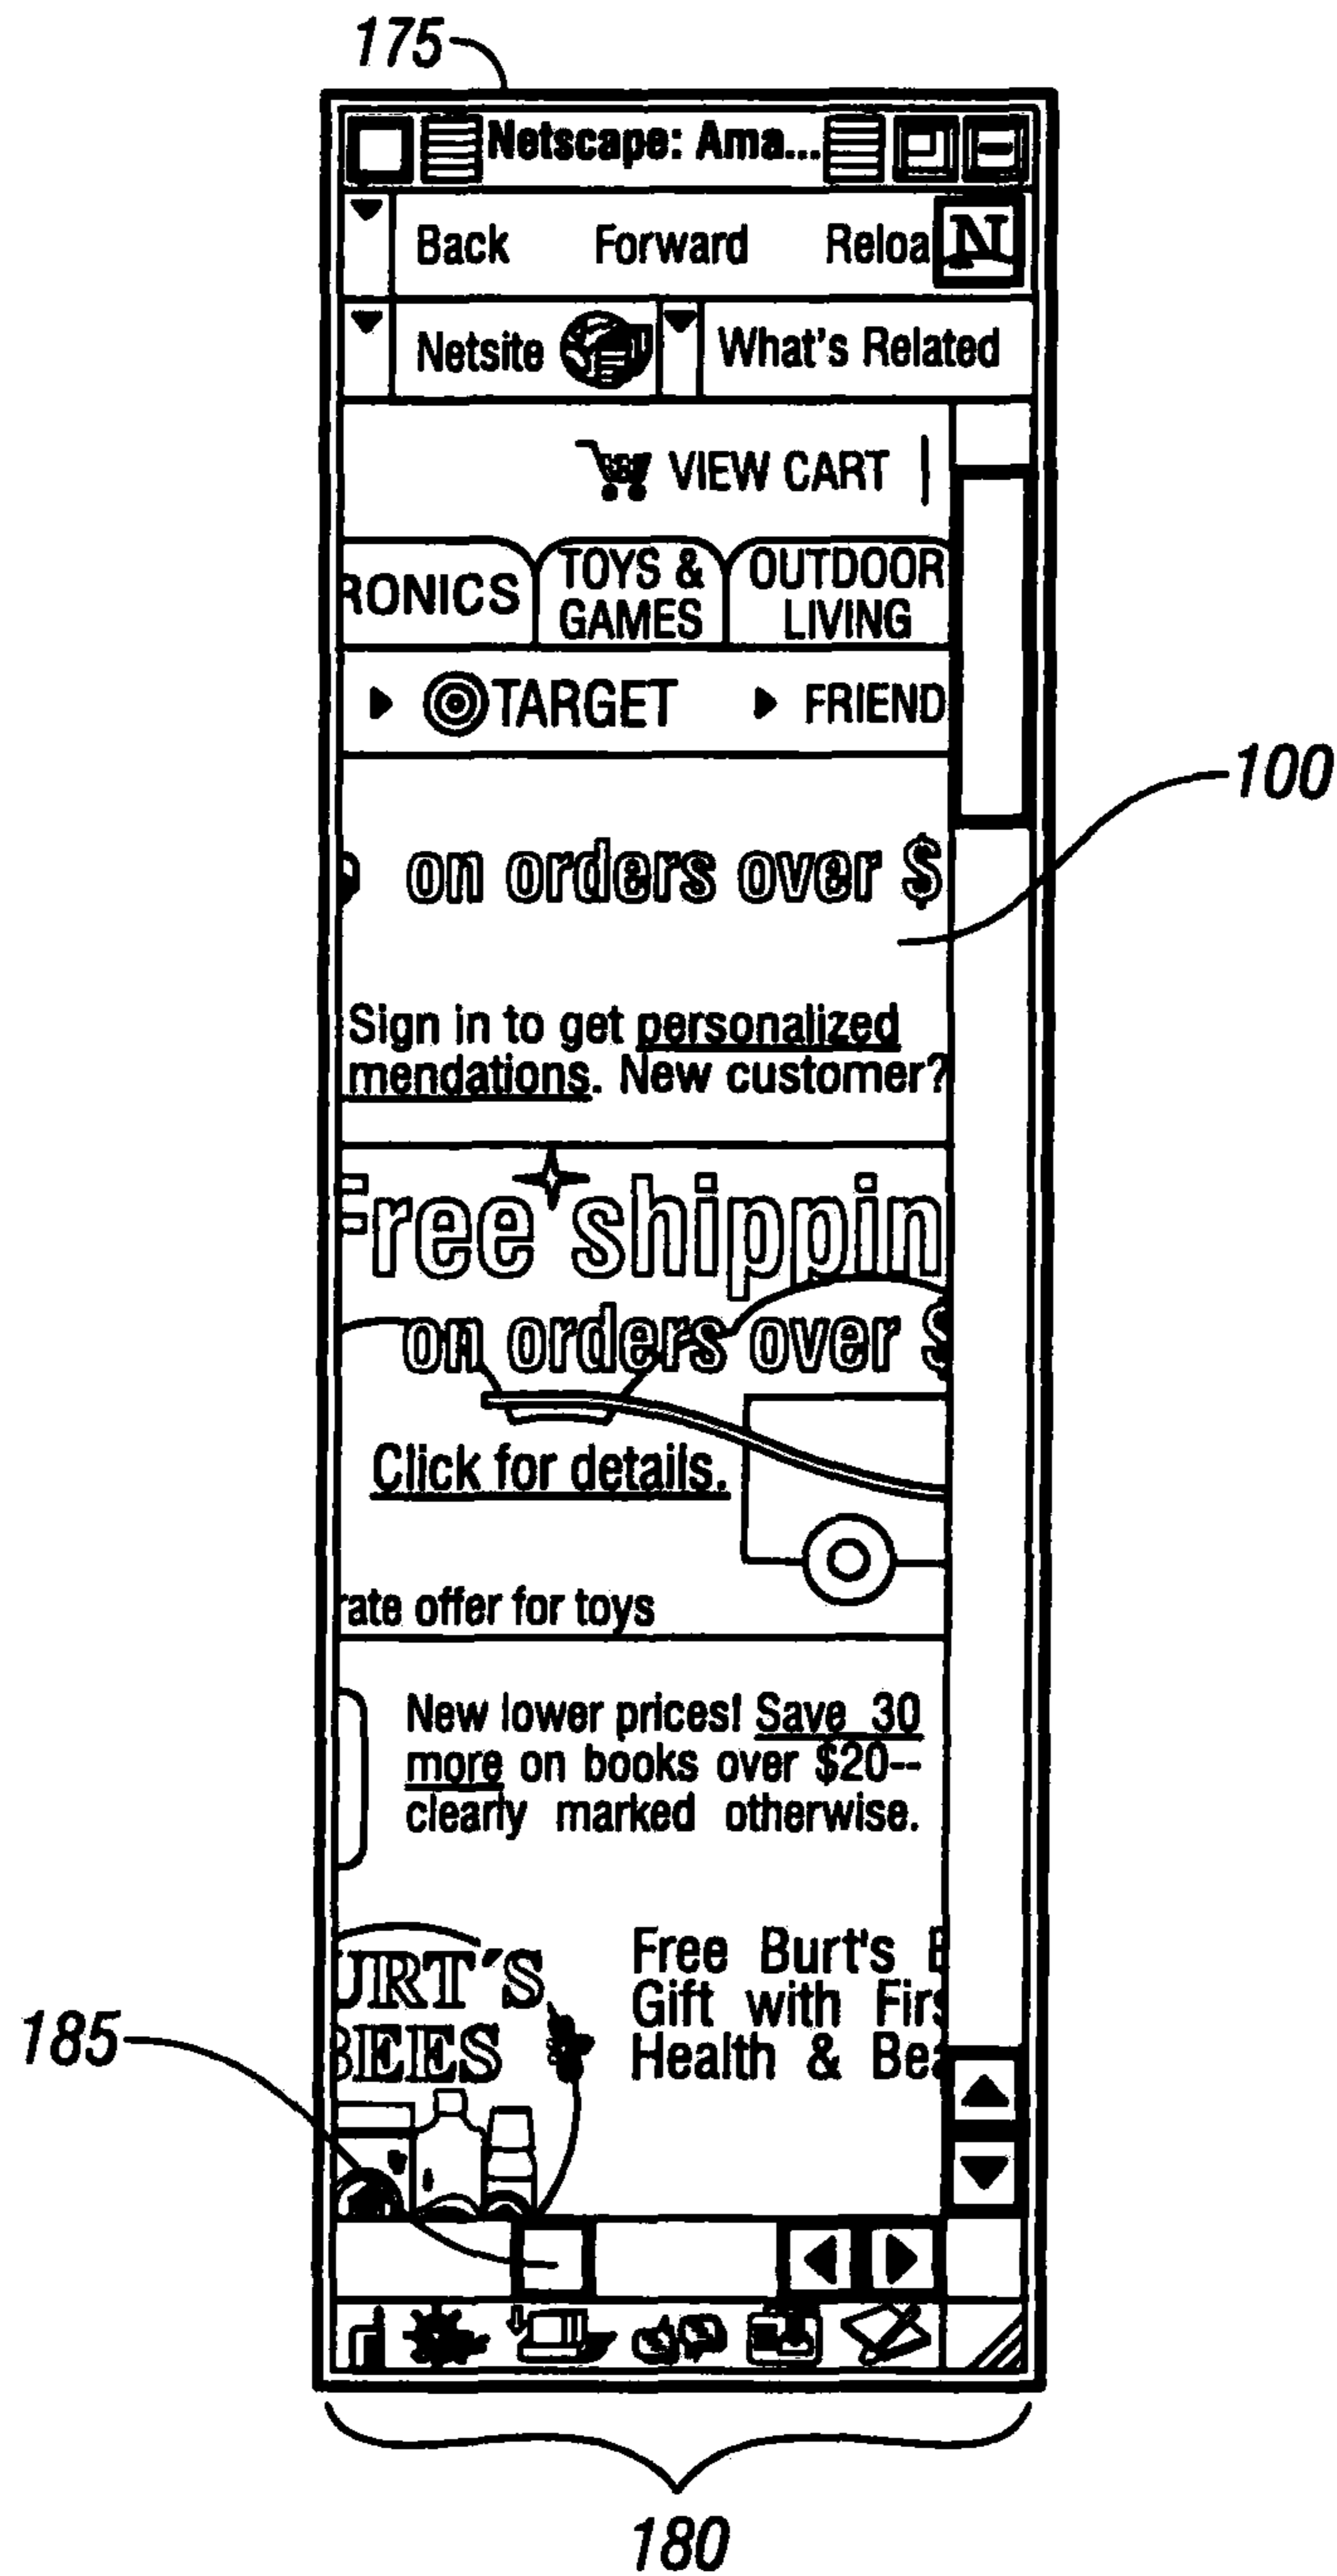 175
Netscape: Ama...
Back Forward Reloa N
Netsite What's Related
VIEW CART |
RONICS TOYS & GAMES OUTDOOR LIVING
TARGET FRIEND
100
on orders over $
Sign in to get personalized
mendations. New customer?
Free shippin
on orders over $
Click for details.
rate offer for toys
New lower prices! Save 30
more on books over $20--
clearly marked otherwise.
URT'S
BEES
Free Burt's B
Gift with Firs
Health & Bea
185
180